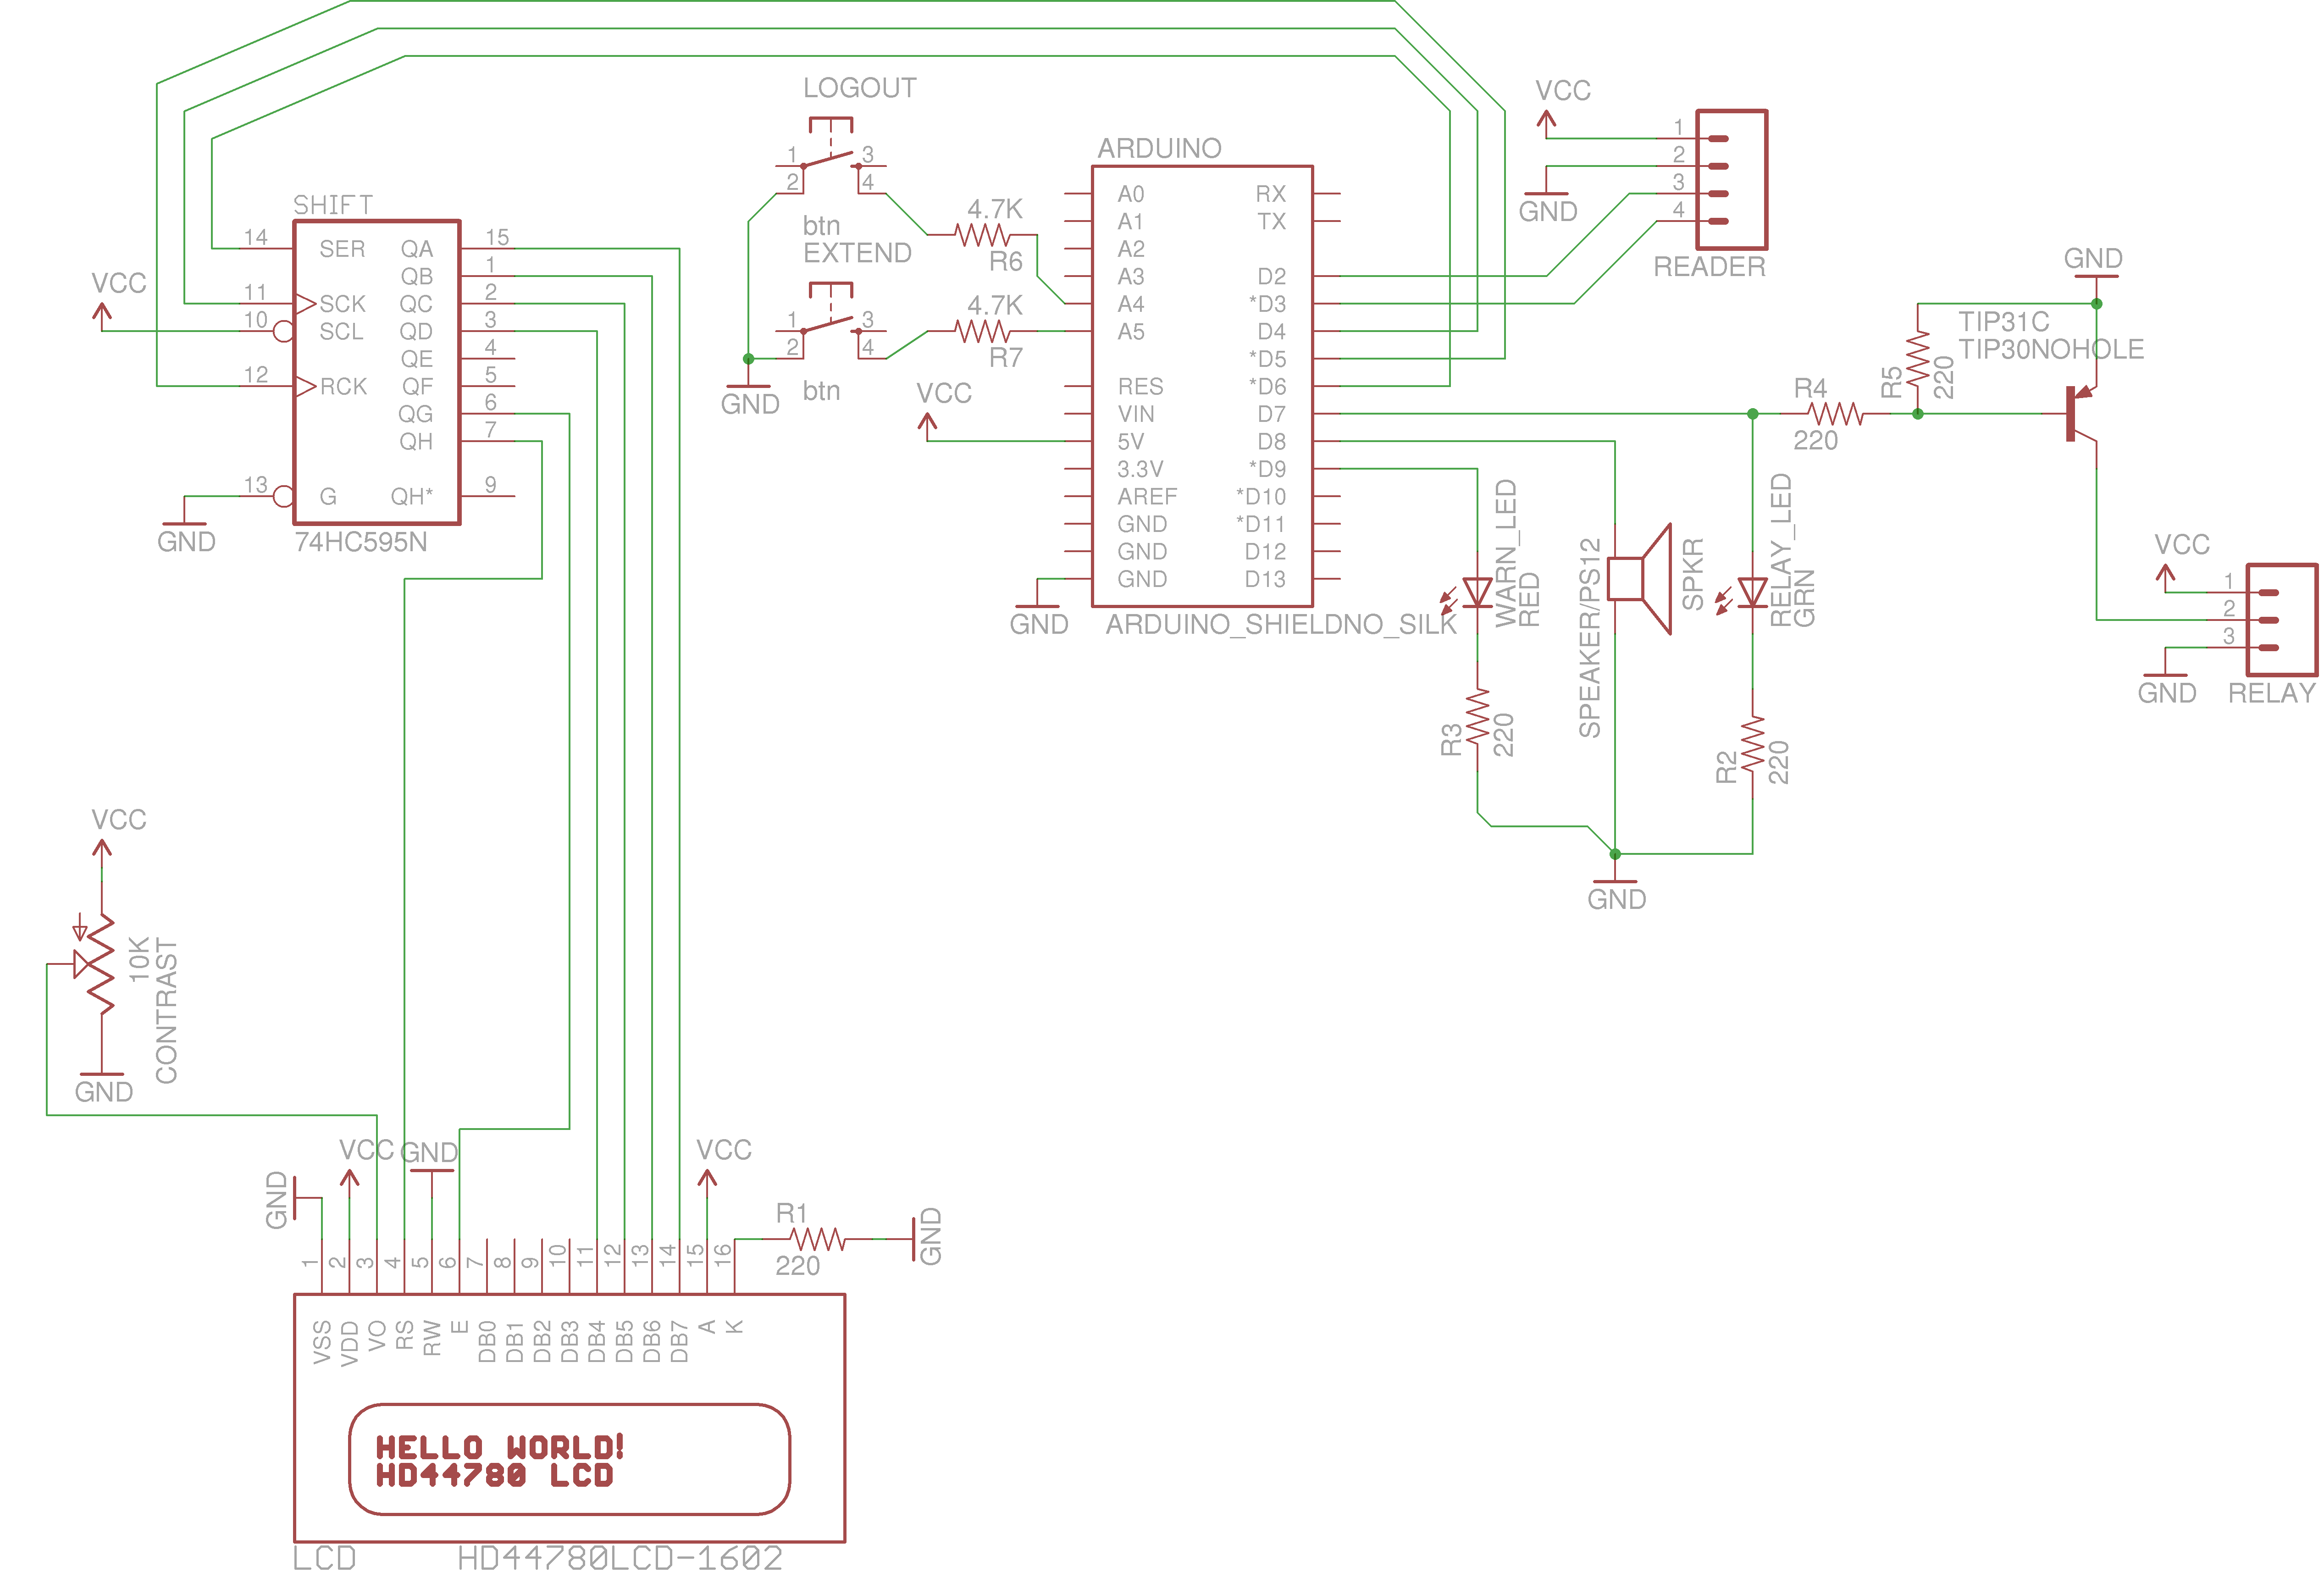 LOGOUT
1
2
3
4
btn
EXTEND
1
2
3
4
btn
GND
4.7K
R6
4.7K
R7
VCC
SHIFT
14
SER
QA
15
QB
1
11
SCK
QC
2
VCC
10
SCL
QD
3
QE
4
12
RCK
QF
5
QG
6
QH
7
13
G
QH*
9
GND
74HC595N
ARDUINO
A0
RX
A1
TX
A2
A3
D2
A4
*D3
A5
D4
*D5
RES
*D6
VIN
D7
5V
D8
3.3V
*D9
AREF
*D10
GND
*D11
GND
D12
GND
D13
GND
ARDUINO_SHIELDNO_SILK
VCC
1
2
3
4
GND
READER
GND
TIP31C
TIP30NOHOLE
R5
220
R4
220
VCC
1
2
3
GND
RELAY
WARN_LED
RED
SPEAKER/PS12
SPKR
RELAY_LED
GRN
R3
220
R2
220
GND
VCC
10K
CONTRAST
GND
GND
VCC
GND
VCC
R1
220
GND
1
2
3
4
5
6
7
8
9
10
11
12
13
14
15
16
VSS
VDD
VO
RS
RW
E
DB0
DB1
DB2
DB3
DB4
DB5
DB6
DB7
A
K
HELLO WORLD!
HD44780 LCD
LCD
HD44780LCD-1602